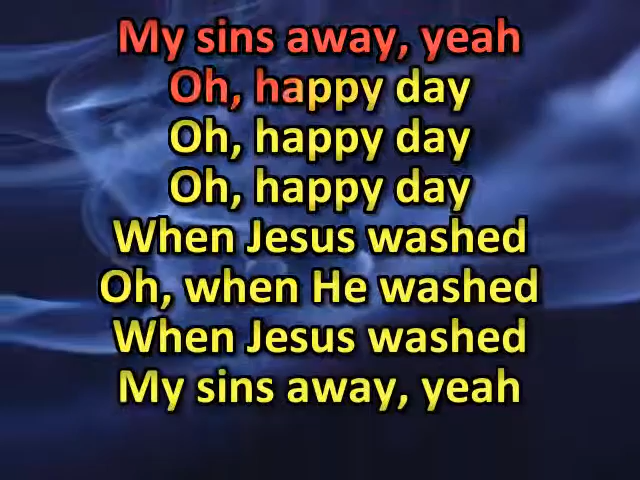 My sins away, yeah
Oh, happy day
Oh, happy day
Oh, happy day
When Jesus washed
Oh, when He washed
When Jesus washed
My sins away, yeah